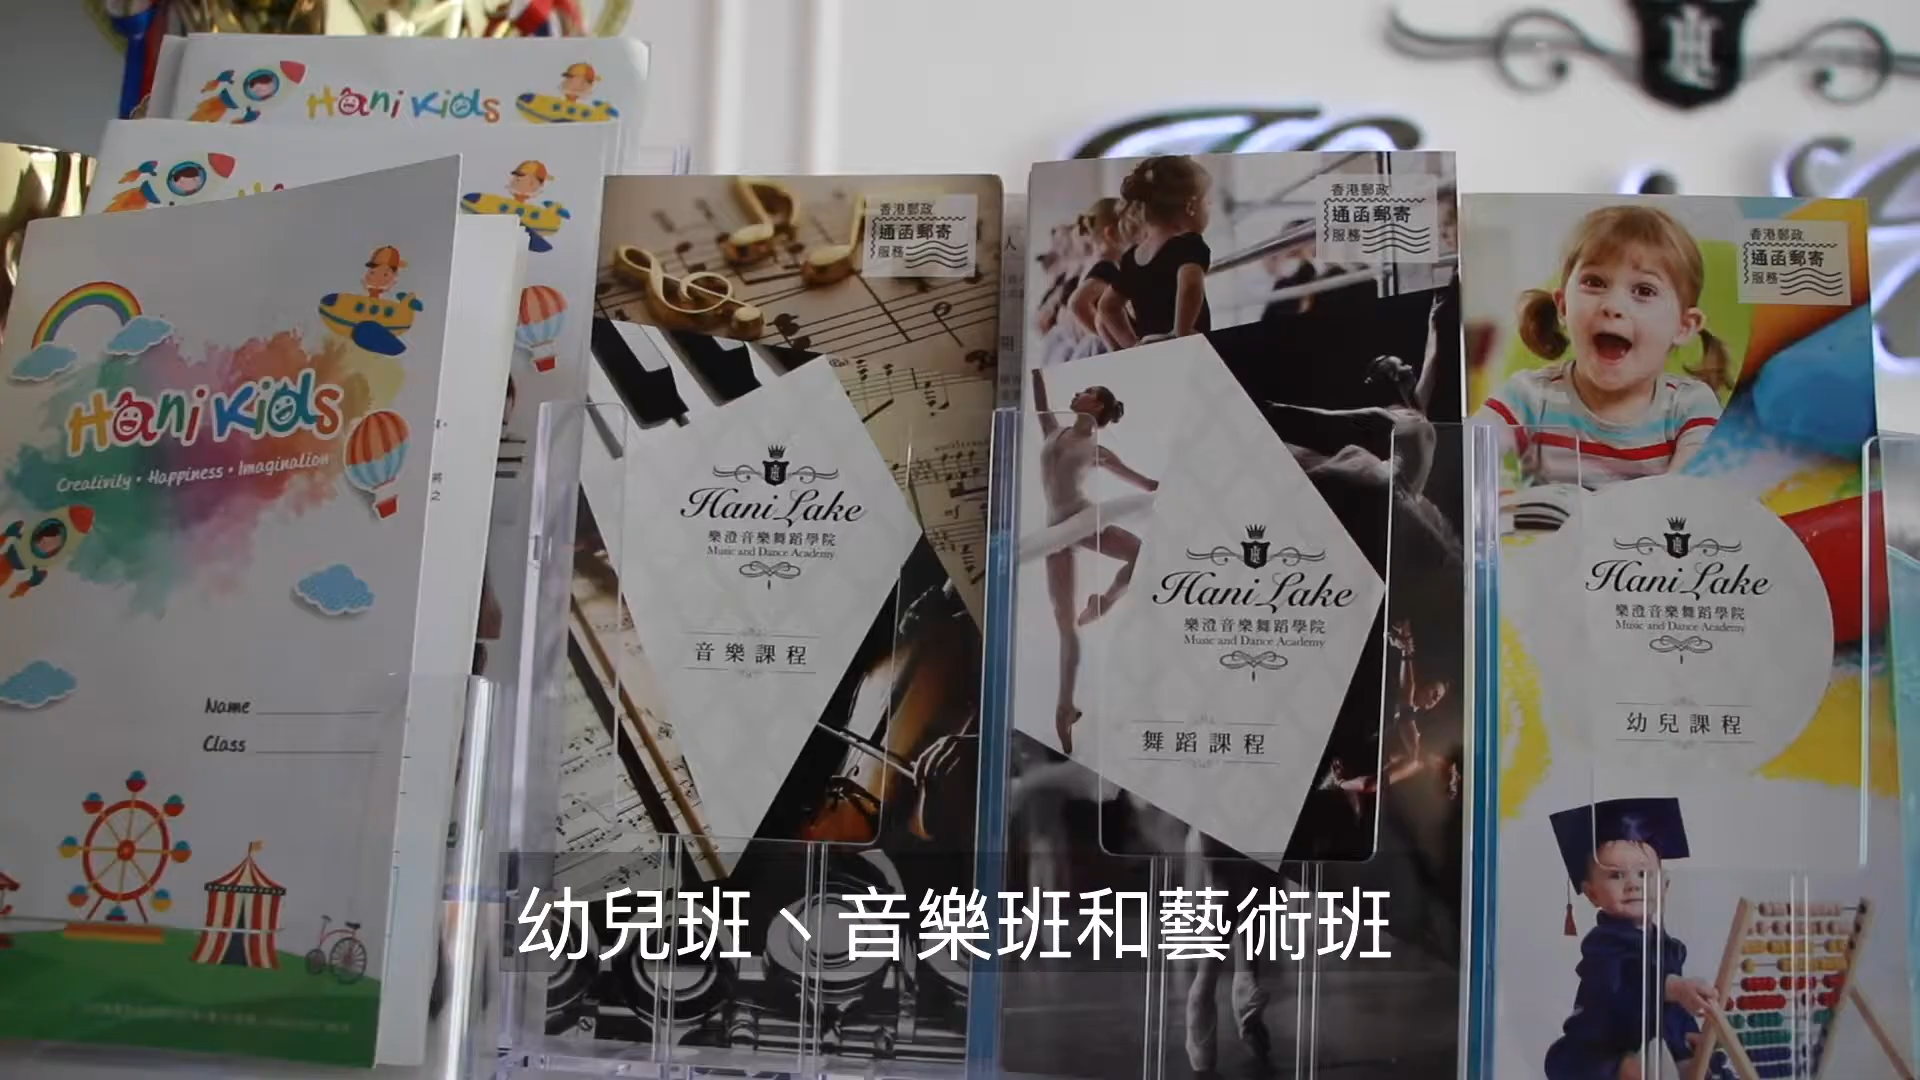 Hani Kids
Hani Kids
Creativity • Happiness • Imagination
Name
Class
香港郵政
通函郵寄
服務
Hani Lake
樂澄音樂舞蹈學院
Music and Dance Academy
音樂課程
香港郵政
通函郵寄
服務
Hani Lake
樂澄音樂舞蹈學院
Music and Dance Academy
舞蹈課程
香港郵政
通函郵寄
服務
Hani Lake
樂澄音樂舞蹈學院
Music and Dance Academy
幼兒課程
幼兒班、音樂班和藝術班